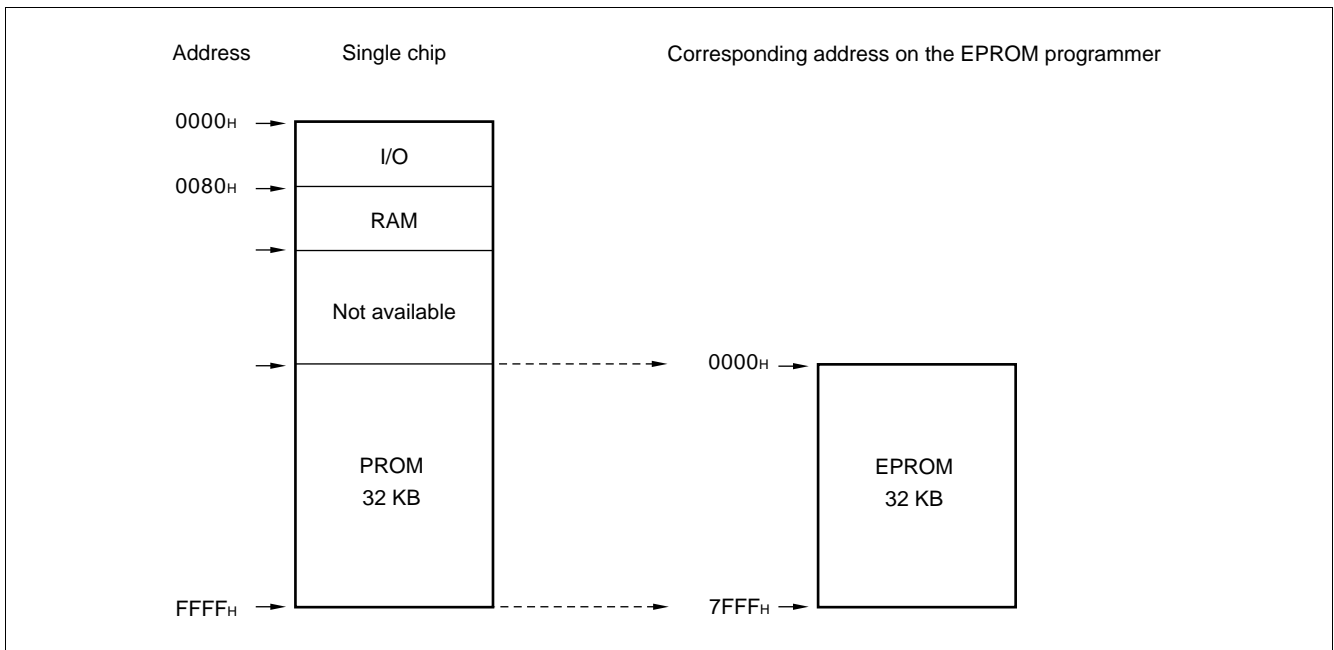 Address Single chip Corresponding address on the EPROM programmer
0000H
I/O
0080H
RAM
Not available
0000H
PROM
32 KB
EPROM
32 KB
FFFFH
7FFFH